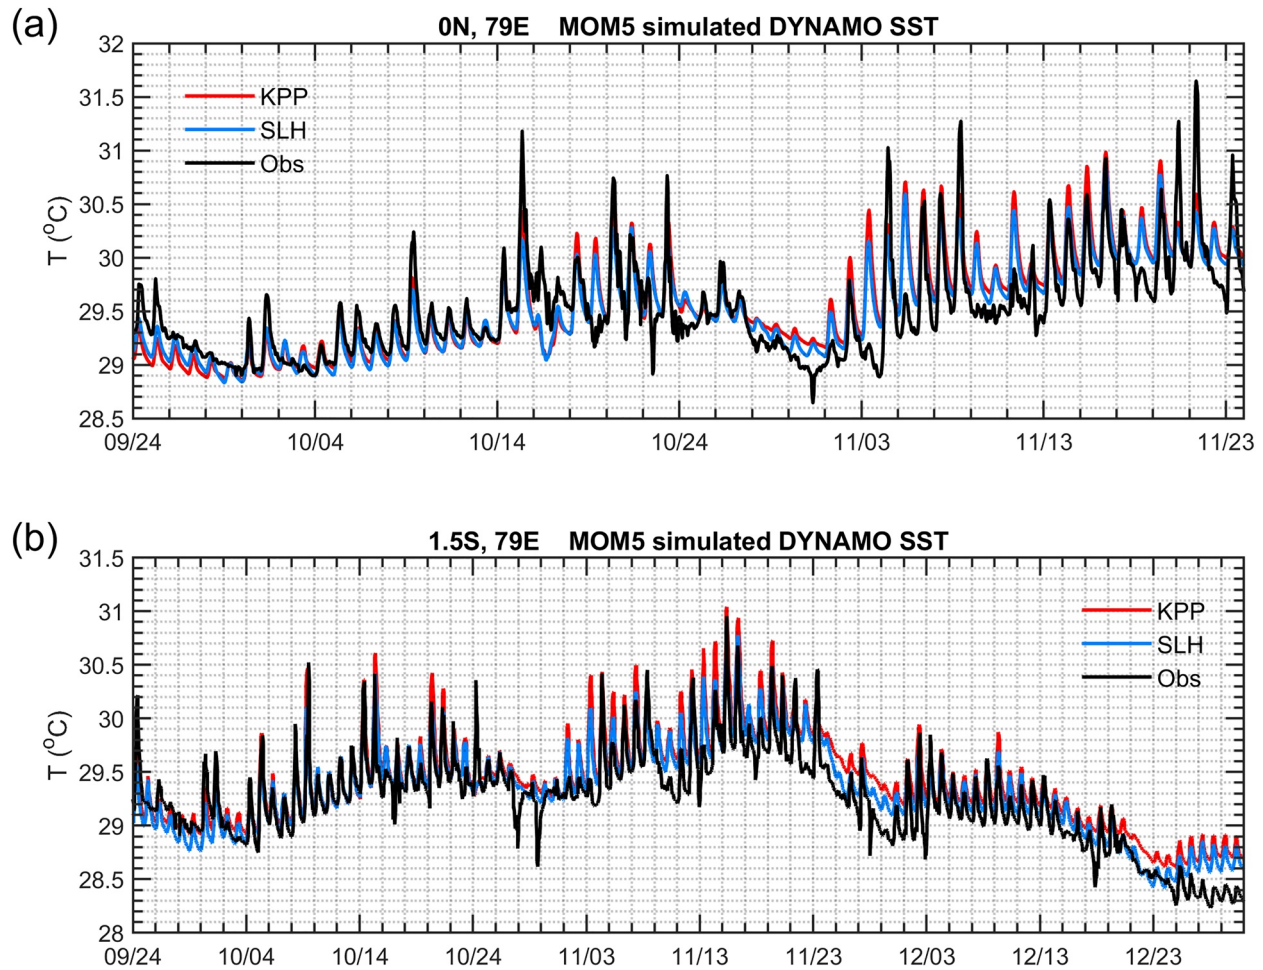 (a)
0N, 79E MOM5 simulated DYNAMO SST
32
31.5
31
30.5
30
29.5
29
28.5
T (°C)
KPP
SLH
Obs
09/24 10/04 10/14 10/24 11/03 11/13 11/23
(b)
1.5S, 79E MOM5 simulated DYNAMO SST
31.5
31
30.5
30
29.5
29
28.5
28
T (°C)
KPP
SLH
Obs
09/24 10/04 10/14 10/24 11/03 11/13 11/23 12/03 12/13 12/23